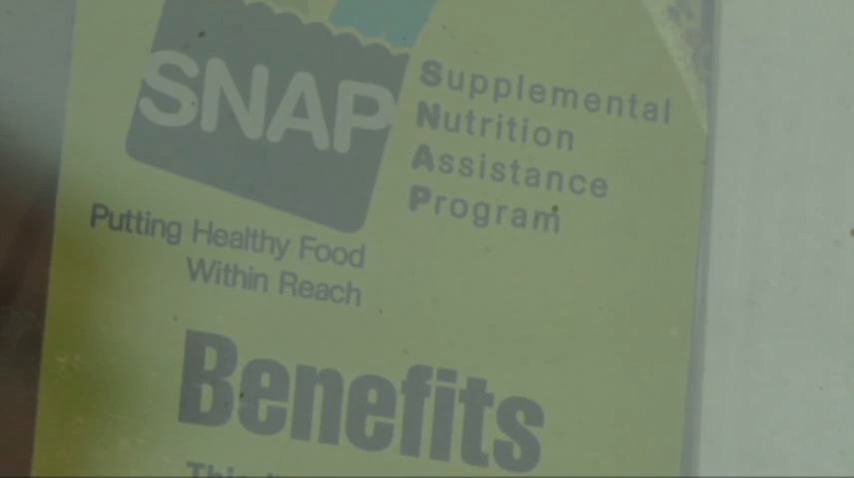 SNAP
Supplemental
Nutrition
Assistance
Program
Putting Healthy Food
Within Reach
Benefits